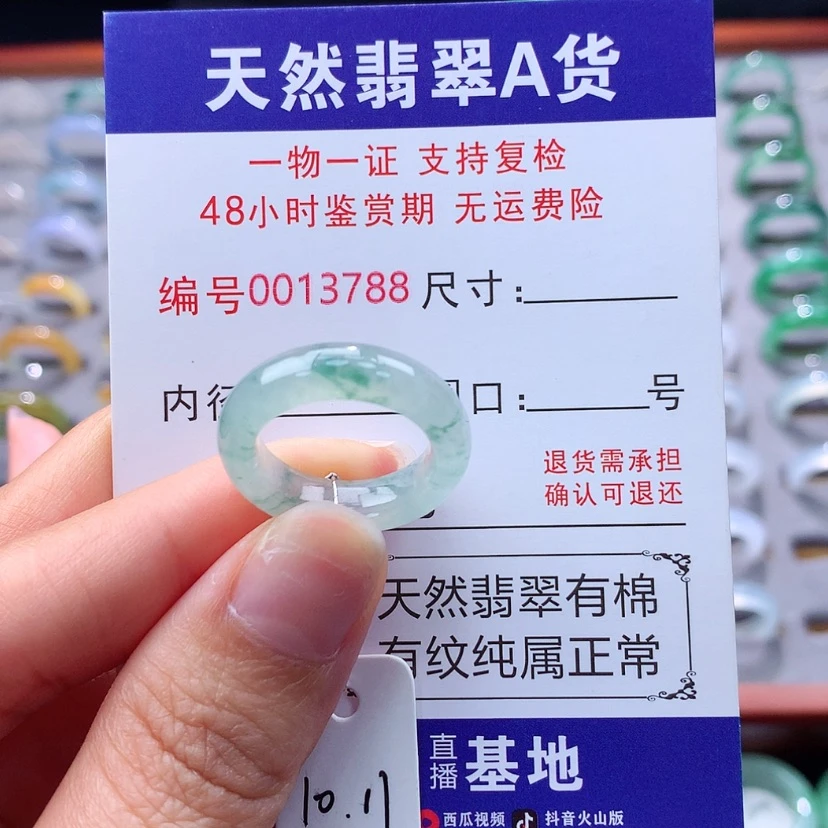 天然翡翠A货
一物一证 支持复检
48小时鉴赏期 无运费险
编号0013788 尺寸:
内径 口: 号
退货需承担
确认可退还
天然翡翠有棉
有纹纯属正常
直播 基地
西瓜视频 抖音火山版
10.17